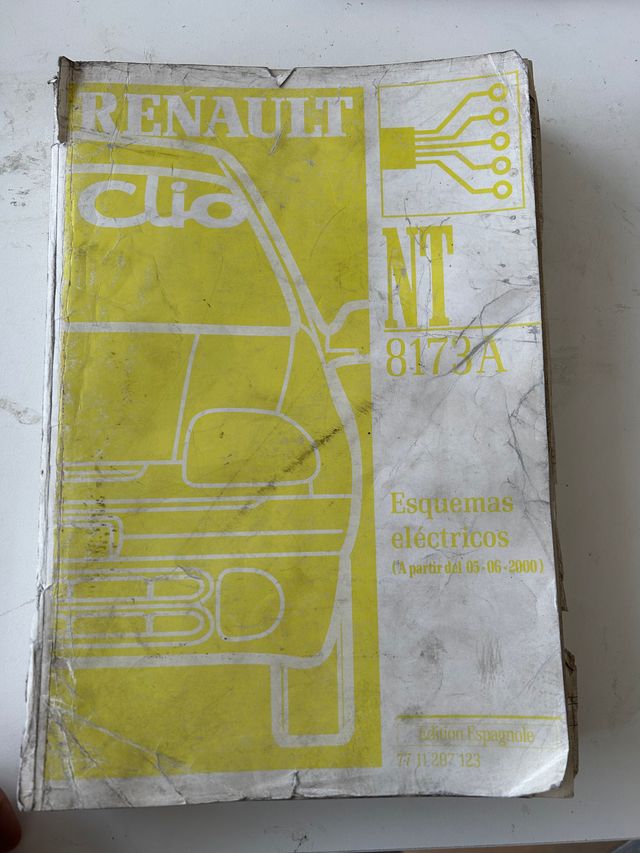 RENAULT
Clio
NT
8173A
Esquemas
eléctricos
(A partir del 05-06-2000)
Edition Espagnole
77 11 287 123